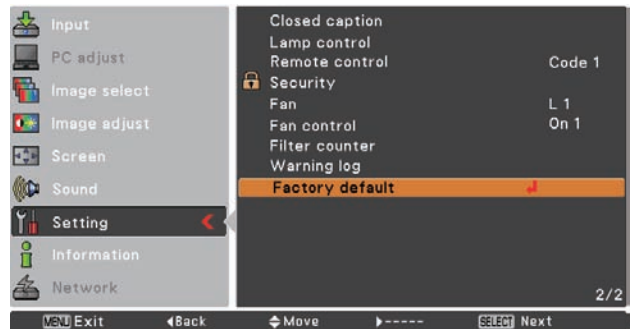 Input
PC adjust
Image select
Image adjust
Screen
Sound
Setting
Information
Network
Closed caption
Lamp control
Remote control Code 1
Security
Fan L 1
Fan control On 1
Filter counter
Warning log
Factory default
2/2
MENU Exit Back Move ----- SELECT Next